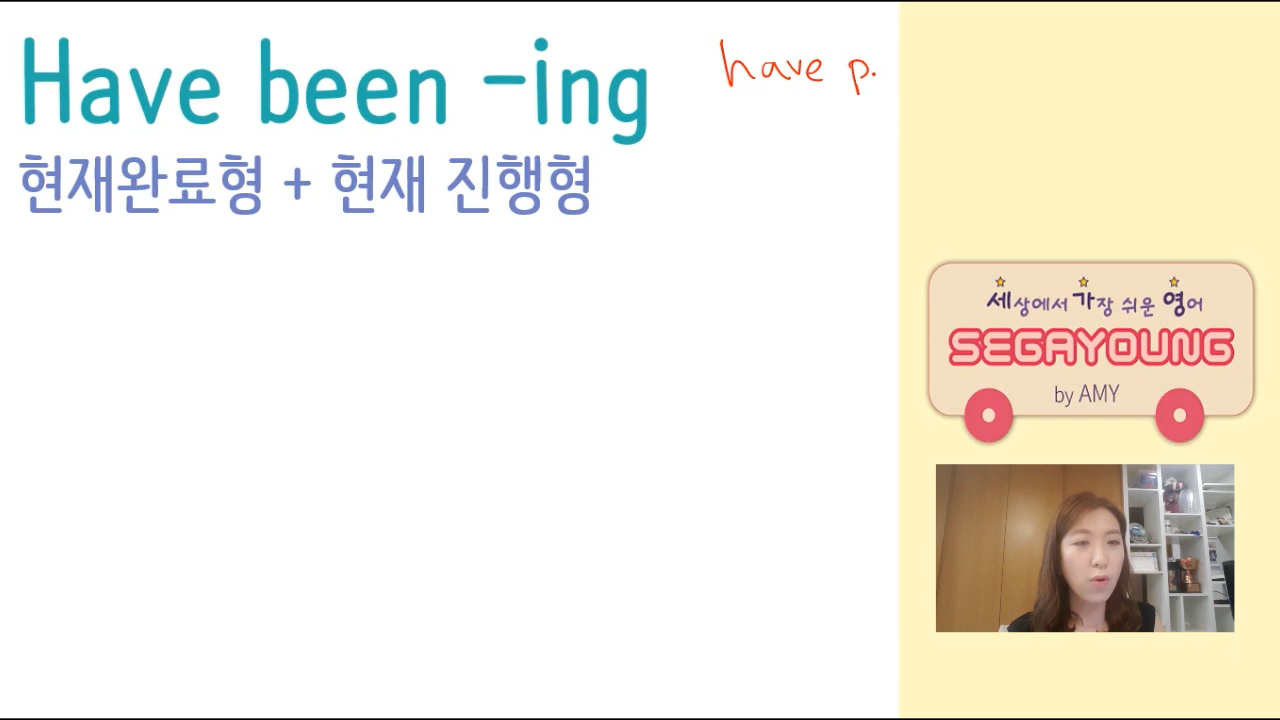 Have been -ing
have p.
현재완료형 + 현재 진행형
세상에서 가장 쉬운 영어
SEGAYOUNG
by AMY